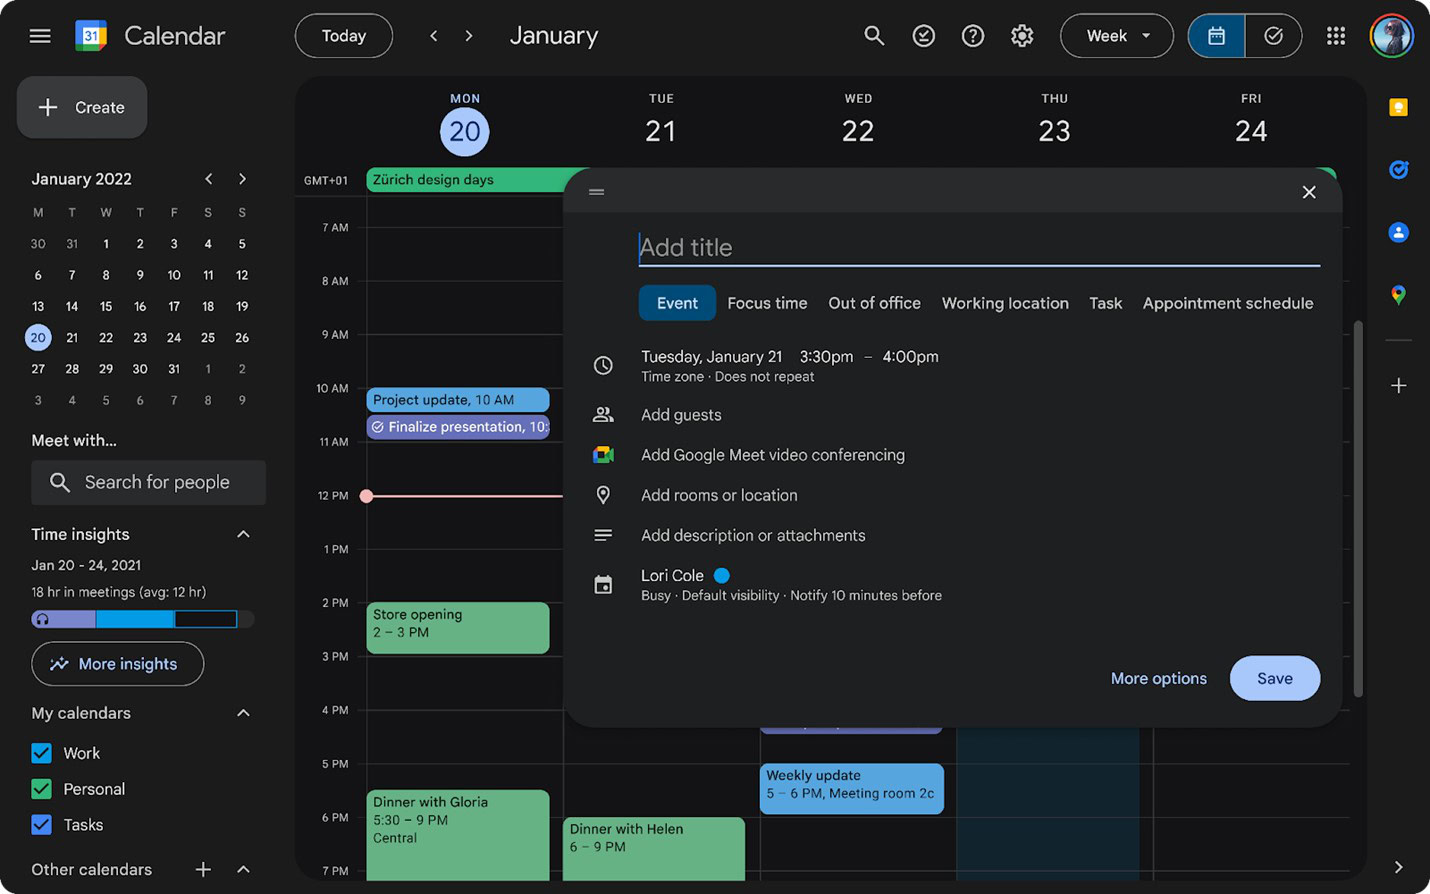 31 Calendar
Today
January
Week
Create
MON
20
TUE
21
WED
22
THU
23
FRI
24
January 2022
M T W T F S S
30 31 1 2 3 4 5
6 7 8 9 10 11 12
13 14 15 16 17 18 19
20 21 22 23 24 25 26
27 28 29 30 31 1 2
3 4 5 6 7 8 9
Meet with...
Search for people
Time insights
Jan 20 - 24, 2021
18 hr in meetings (avg: 12 hr)
More insights
My calendars
Work
Personal
Tasks
Other calendars
GMT+01
Zürich design days
7 AM
8 AM
9 AM
10 AM
11 AM
12 PM
1 PM
2 PM
3 PM
4 PM
5 PM
6 PM
7 PM
Project update, 10 AM
Finalize presentation, 10:
Store opening
2 – 3 PM
Dinner with Gloria
5:30 – 9 PM
Central
Dinner with Helen
6 – 9 PM
Weekly update
5 – 6 PM, Meeting room 2c
Add title
Event Focus time Out of office Working location Task Appointment schedule
Tuesday, January 21 3:30pm – 4:00pm
Time zone · Does not repeat
Add guests
Add Google Meet video conferencing
Add rooms or location
Add description or attachments
Lori Cole
Busy · Default visibility · Notify 10 minutes before
More options
Save